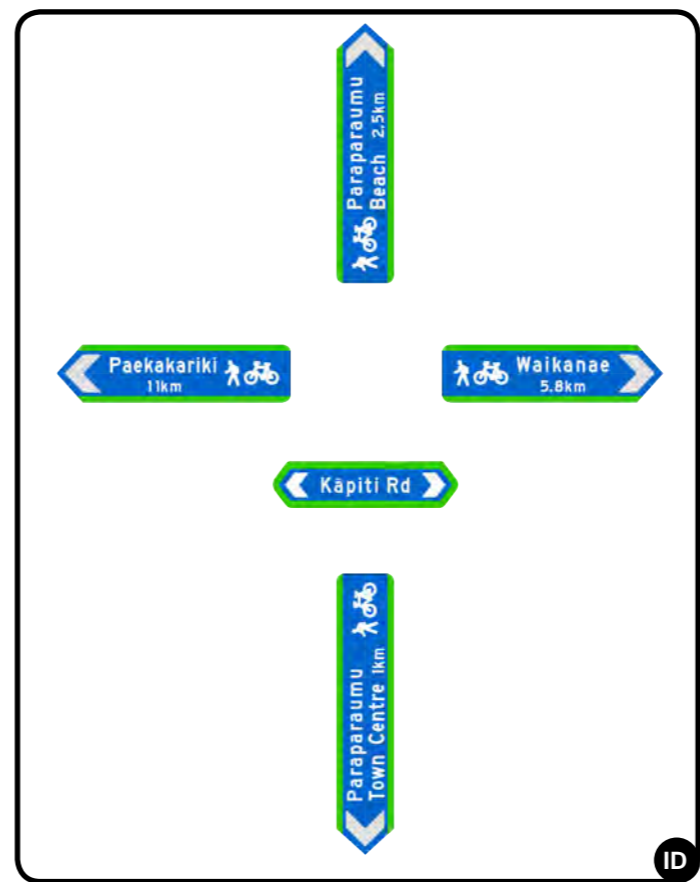 Paraparaumu
Beach 2.5km
Paekakariki
11km
Waikanae
5.8km
Kāpiti Rd
Paraparaumu
Town Centre 1km
ID